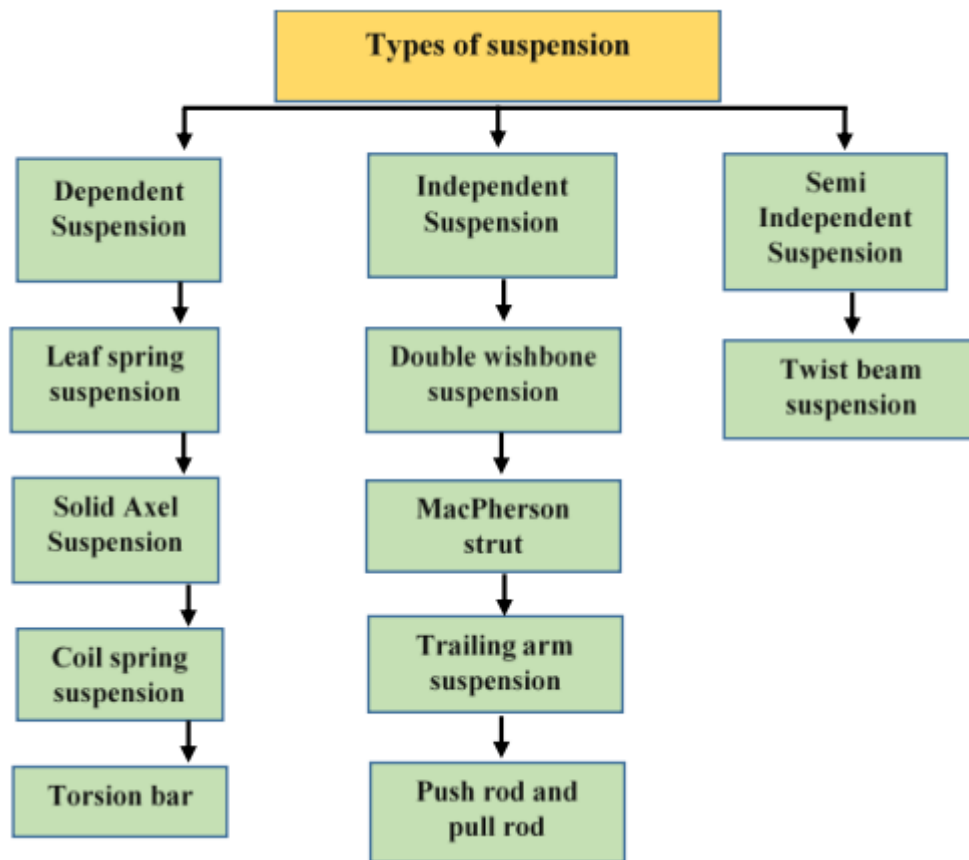 Types of suspension
Dependent
Suspension
Independent
Suspension
Semi
Independent
Suspension
Leaf spring
suspension
Double wishbone
suspension
Twist beam
suspension
Solid Axel
Suspension
MacPherson
strut
Coil spring
suspension
Trailing arm
suspension
Torsion bar
Push rod and
pull rod